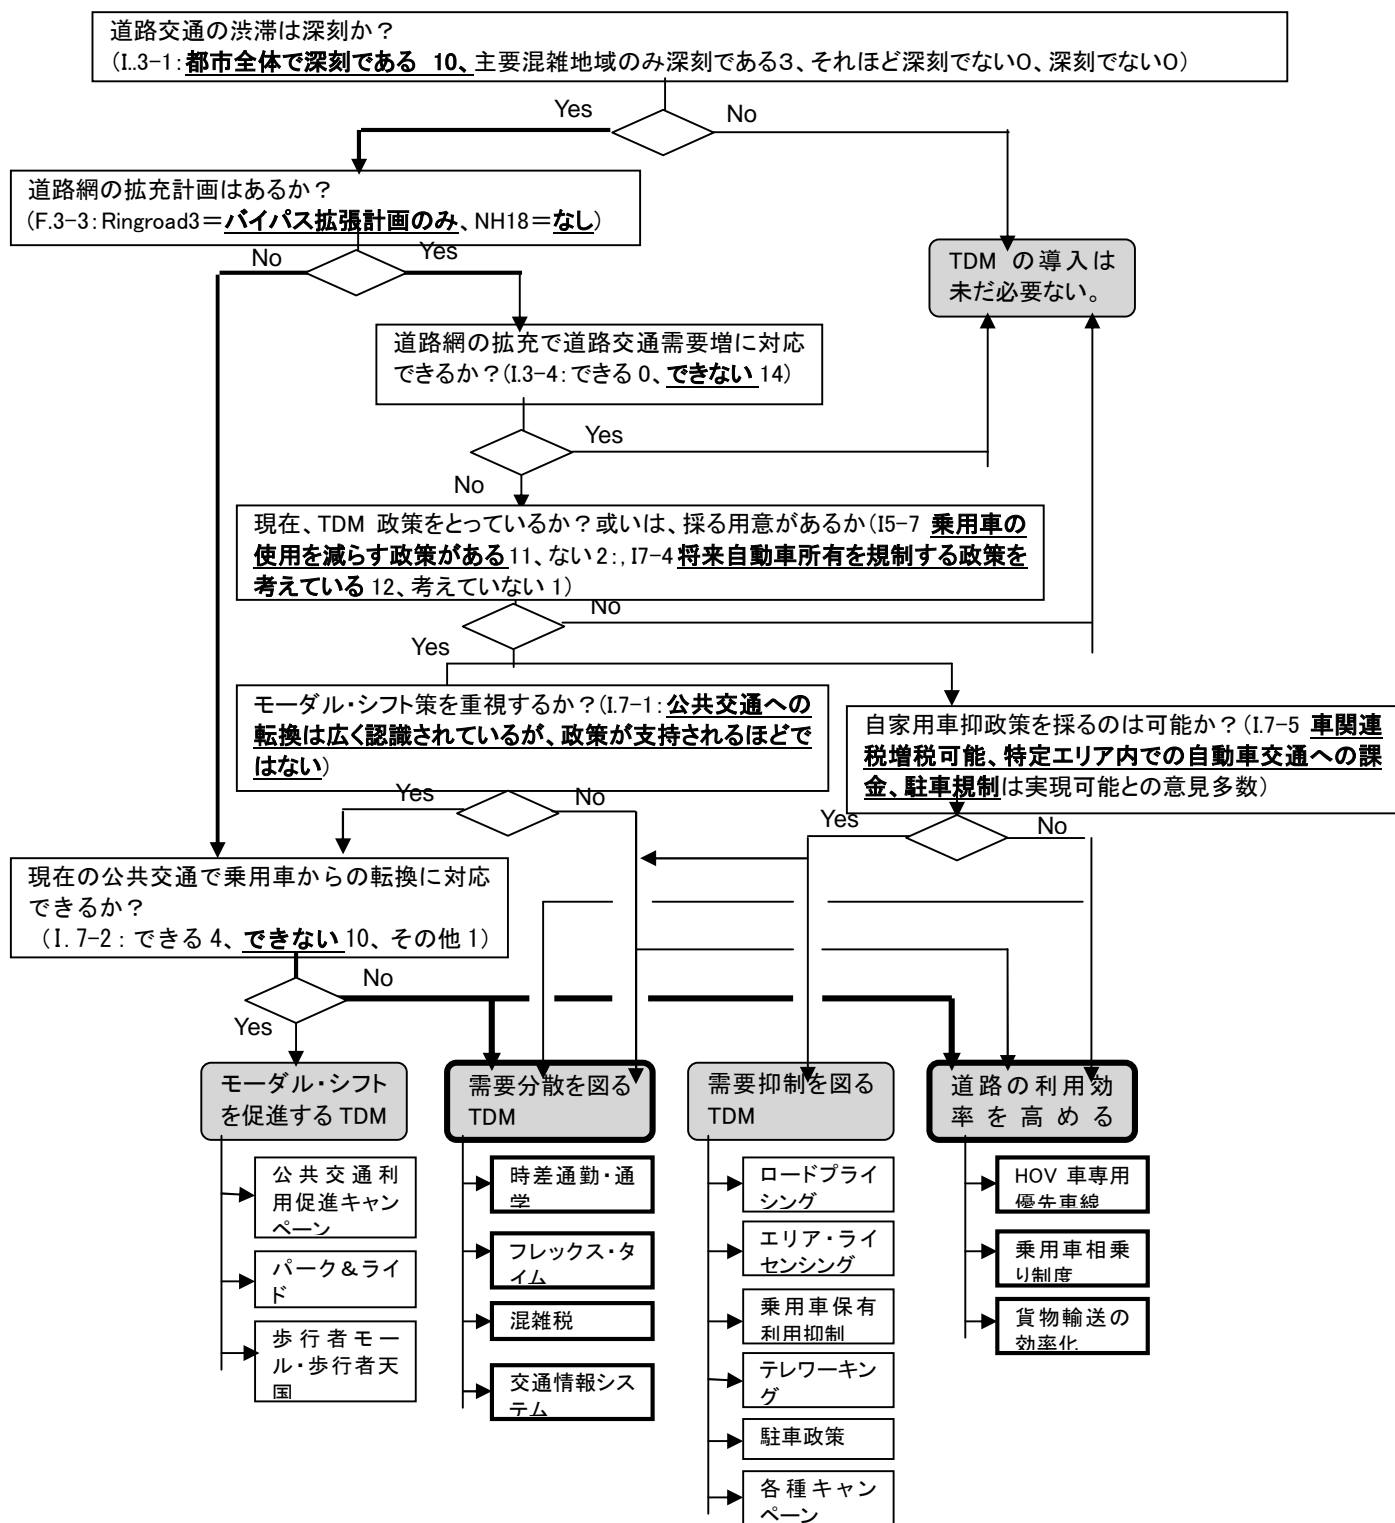 道路交通の渋滞は深刻か？
(I..3-1：都市全体で深刻である 10、主要混雑地域のみ深刻である3、それほど深刻でない0、深刻でない0)
Yes
No
道路網の拡充計画はあるか？
(F.3-3：Ringroad3＝バイパス拡張計画のみ、NH18＝なし)
No
Yes
TDM の導入は
未だ必要ない。
道路網の拡充で道路交通需要増に対応
できるか？(I.3-4：できる 0、できない 14)
Yes
No
現在、TDM 政策をとっているか？或いは、採る用意があるか(I5-7 乗用車の
使用を減らす政策がある 11、ない 2：, I7-4 将来自動車所有を規制する政策を
考えている 12、考えていない 1)
No
Yes
モーダル・シフト策を重視するか？(I.7-1：公共交通への
転換は広く認識されているが、政策が支持されるほどで
はない)
自家用車抑政策を採るのは可能か？(I.7-5 車関連
税増税可能、特定エリア内での自動車交通への課
金、駐車規制は実現可能との意見多数)
Yes
No
Yes
No
現在の公共交通で乗用車からの転換に対応
できるか？
(I. 7-2：できる 4、できない 10、その他 1)
No
Yes
モーダル・シフト
を促進する TDM
需要分散を図る
TDM
需要抑制を図る
TDM
道路の利用効
率を高める
公共交通利
用促進キャン
ペーン
パーク＆ライ
ド
歩行者モー
ル・歩行者天
国
時差通勤・通
学
フレックス・タ
イム
混雑税
交通情報シス
テム
ロードプライ
シング
エリア・ライ
センシング
乗用車保有
利用抑制
テレワーキン
グ
駐車政策
各種キャン
ペーン
HOV 車専用
優先車線
乗用車相乗
り制度
貨物輸送の
効率化